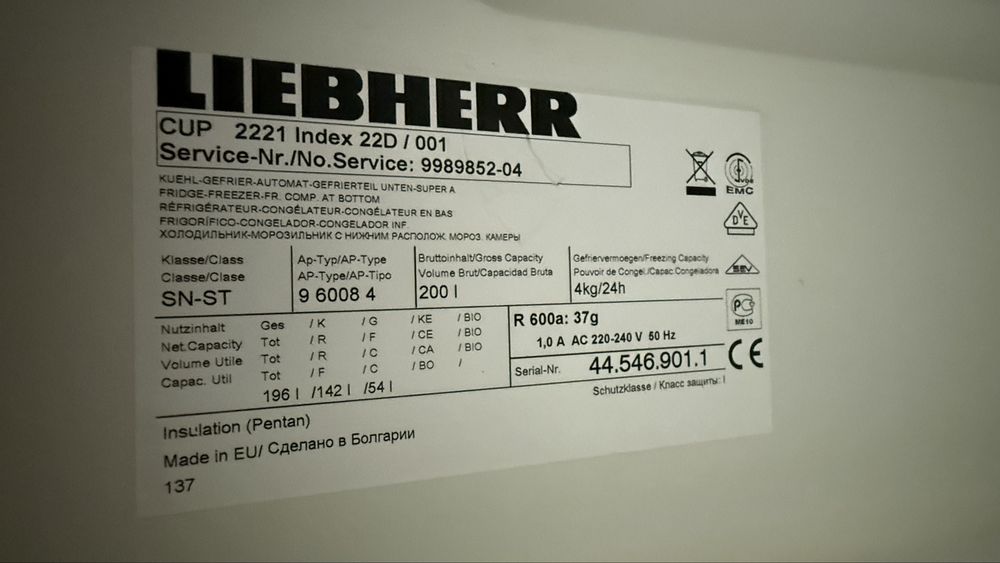 LIEBHERR
CUP 2221 Index 22D / 001
Service-Nr./No.Service: 9989852-04
KUEHL-GEFRIER-AUTOMAT-GEFRIERTEIL UNTEN-SUPER A
FRIDGE-FREEZER-FR. COMP. AT BOTTOM
RÉFRIGÉRATEUR-CONGÉLATEUR-CONGÉLATEUR EN BAS
FRIGORÍFICO-CONGELADOR-CONGELADOR INF.
ХОЛОДИЛЬНИК-МОРОЗИЛЬНИК С НИЖНИМ РАСПОЛОЖ. МОРОЗ. КАМЕРЫ
EMC
DVE
SEV
РС
ME10
CE
Klasse/Class
Classe/Clase
SN-ST
Ap-Typ/AP-Type
AP-Type/AP-Tipo
9 6008 4
Bruttoinhalt/Gross Capacity
Volume Brut/Capacidad Bruta
200 l
Gefriervermoegen/Freezing Capacity
Pouvoir de Congel./Capac.Congeladora
4kg/24h
Nutzinhalt Ges / K / G / KE / BIO
Net.Capacity Tot / R / F / CE / BIO
Volume Utile Tot / R / C / CA / BIO
Capac. Util Tot / F / C / BO /
196 l /142 l /54 l
R 600a: 37g
1,0 A AC 220-240 V 50 Hz
Serial-Nr. 44.546.901.1
Schutzklasse / Класс защиты: I
Insulation (Pentan)
Made in EU/ Сделано в Болгарии
137